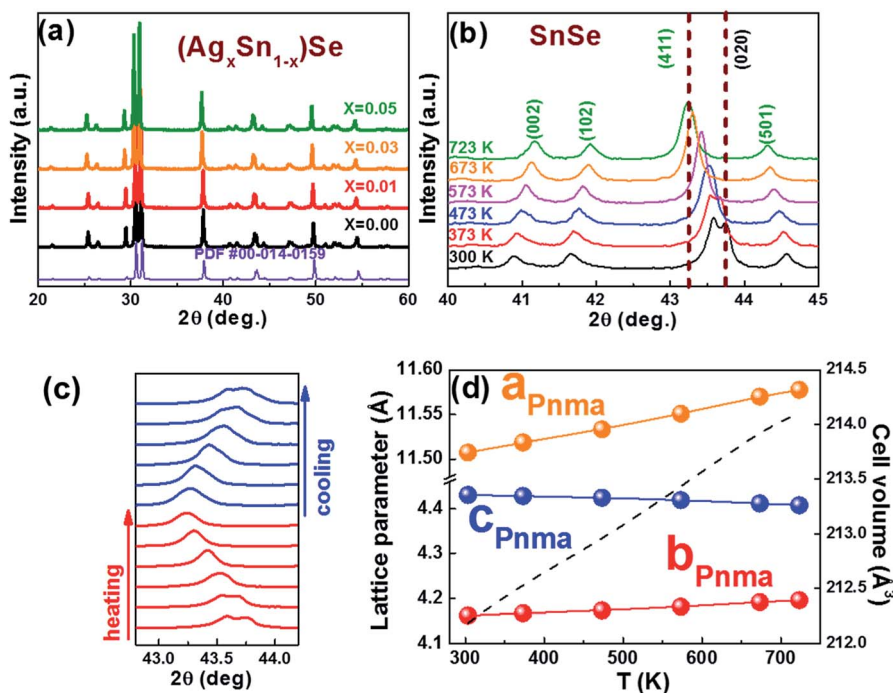 (a)
(AgxSn1-x)Se
Intensity (a.u.)
X=0.05
X=0.03
X=0.01
X=0.00
PDF #00-014-0159
20 30 40 50 60
2θ (deg.)
(b)
SnSe
Intensity (a.u.)
(411)
(020)
(002)
(102)
(501)
723 K
673 K
573 K
473 K
373 K
300 K
40 41 42 43 44 45
2θ (deg.)
(c)
heating
cooling
43.0 43.5 44.0
2θ (deg.)
(d)
Lattice parameter (Å)
11.60
11.55
11.50
4.4
4.3
4.2
4.1
aPnma
cPnma
bPnma
214.5
214.0
213.5
213.0
212.5
212.0
Cell volume (Å3)
300 400 500 600 700
T (K)